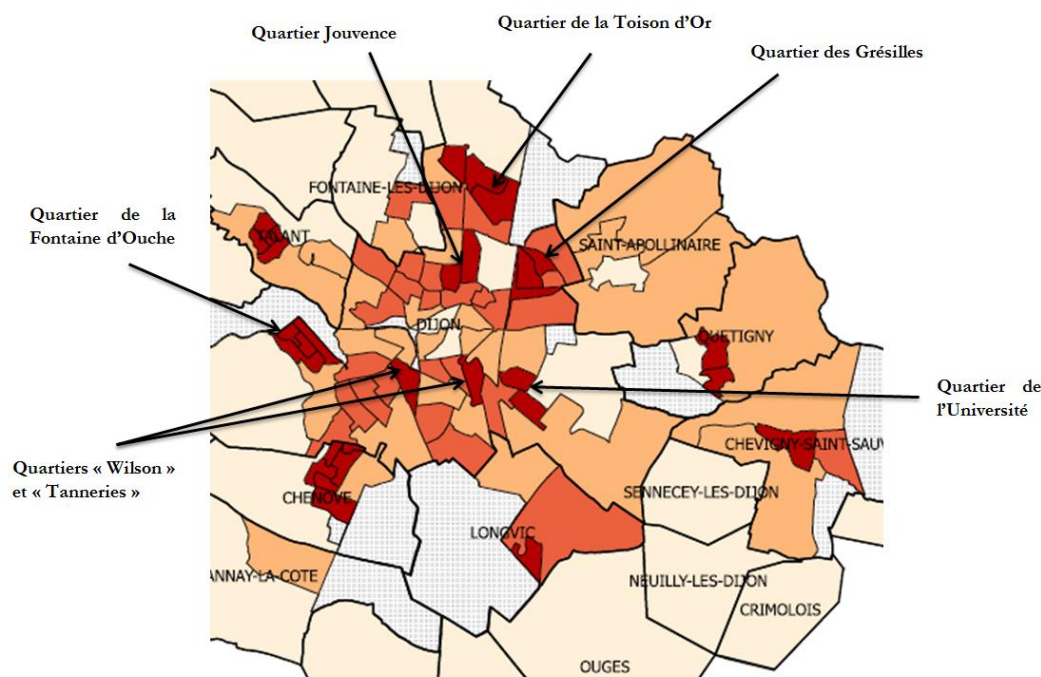 Quartier de la Toison d’Or
Quartier Jouvence
Quartier des Grésilles
Quartier de la
Fontaine d’Ouche
FONTAINE-LES-DIJON
TALANT
SAINT-APOLLINAIRE
DIJON
QUETIGNY
Quartier de
l’Université
CHEVIGNY-SAINT-SAUV
Quartiers « Wilson »
et « Tanneries »
CHENOVE
SENNECEY-LES-DIJON
LONGVIC
ANNAY-LA-COTE
NEUILLY-LES-DIJON
CRIMOLOIS
OUGES